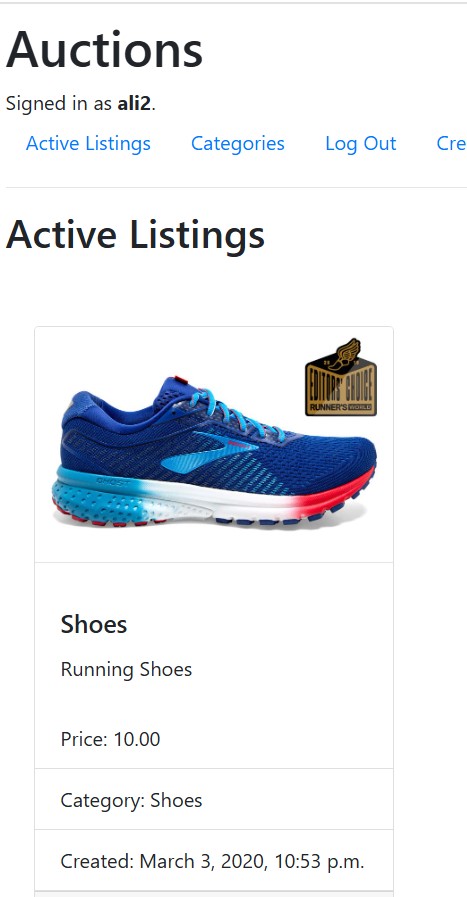 Auctions
Signed in as ali2.
Active Listings Categories Log Out Cre
Active Listings
EDITORS' CHOICE
RUNNER'S WORLD
Shoes
Running Shoes
Price: 10.00
Category: Shoes
Created: March 3, 2020, 10:53 p.m.